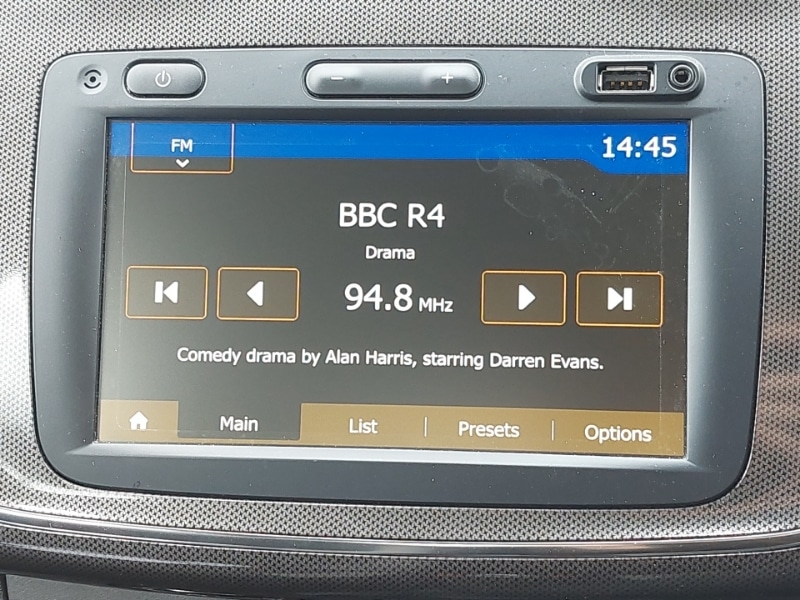 FM
14:45
BBC R4
Drama
94.8 MHz
Comedy drama by Alan Harris, starring Darren Evans.
Main
List
Presets
Options